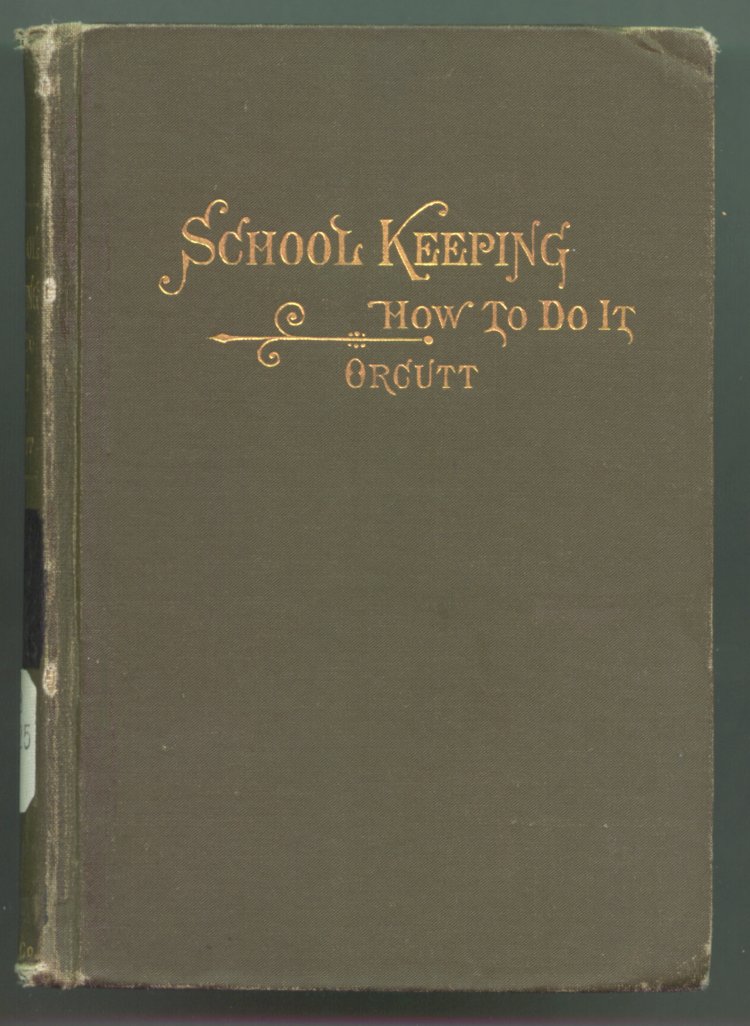 School Keeping
How To Do It
Orcutt